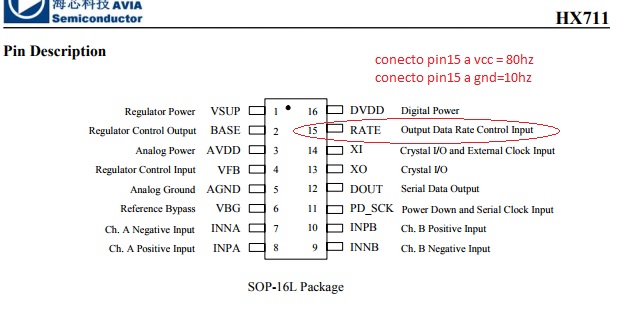 海芯科技 AVIA
Semiconductor
HX711
Pin Description
conecto pin15 a vcc = 80hz
conecto pin15 a gnd=10hz
Regulator Power VSUP 1 16 DVDD Digital Power
Regulator Control Output BASE 2 15 RATE Output Data Rate Control Input
Analog Power AVDD 3 14 XI Crystal I/O and External Clock Input
Regulator Control Input VFB 4 13 XO Crystal I/O
Analog Ground AGND 5 12 DOUT Serial Data Output
Reference Bypass VBG 6 11 PD_SCK Power Down and Serial Clock Input
Ch. A Negative Input INNA 7 10 INPB Ch. B Positive Input
Ch. A Positive Input INPA 8 9 INNB Ch. B Negative Input
SOP-16L Package